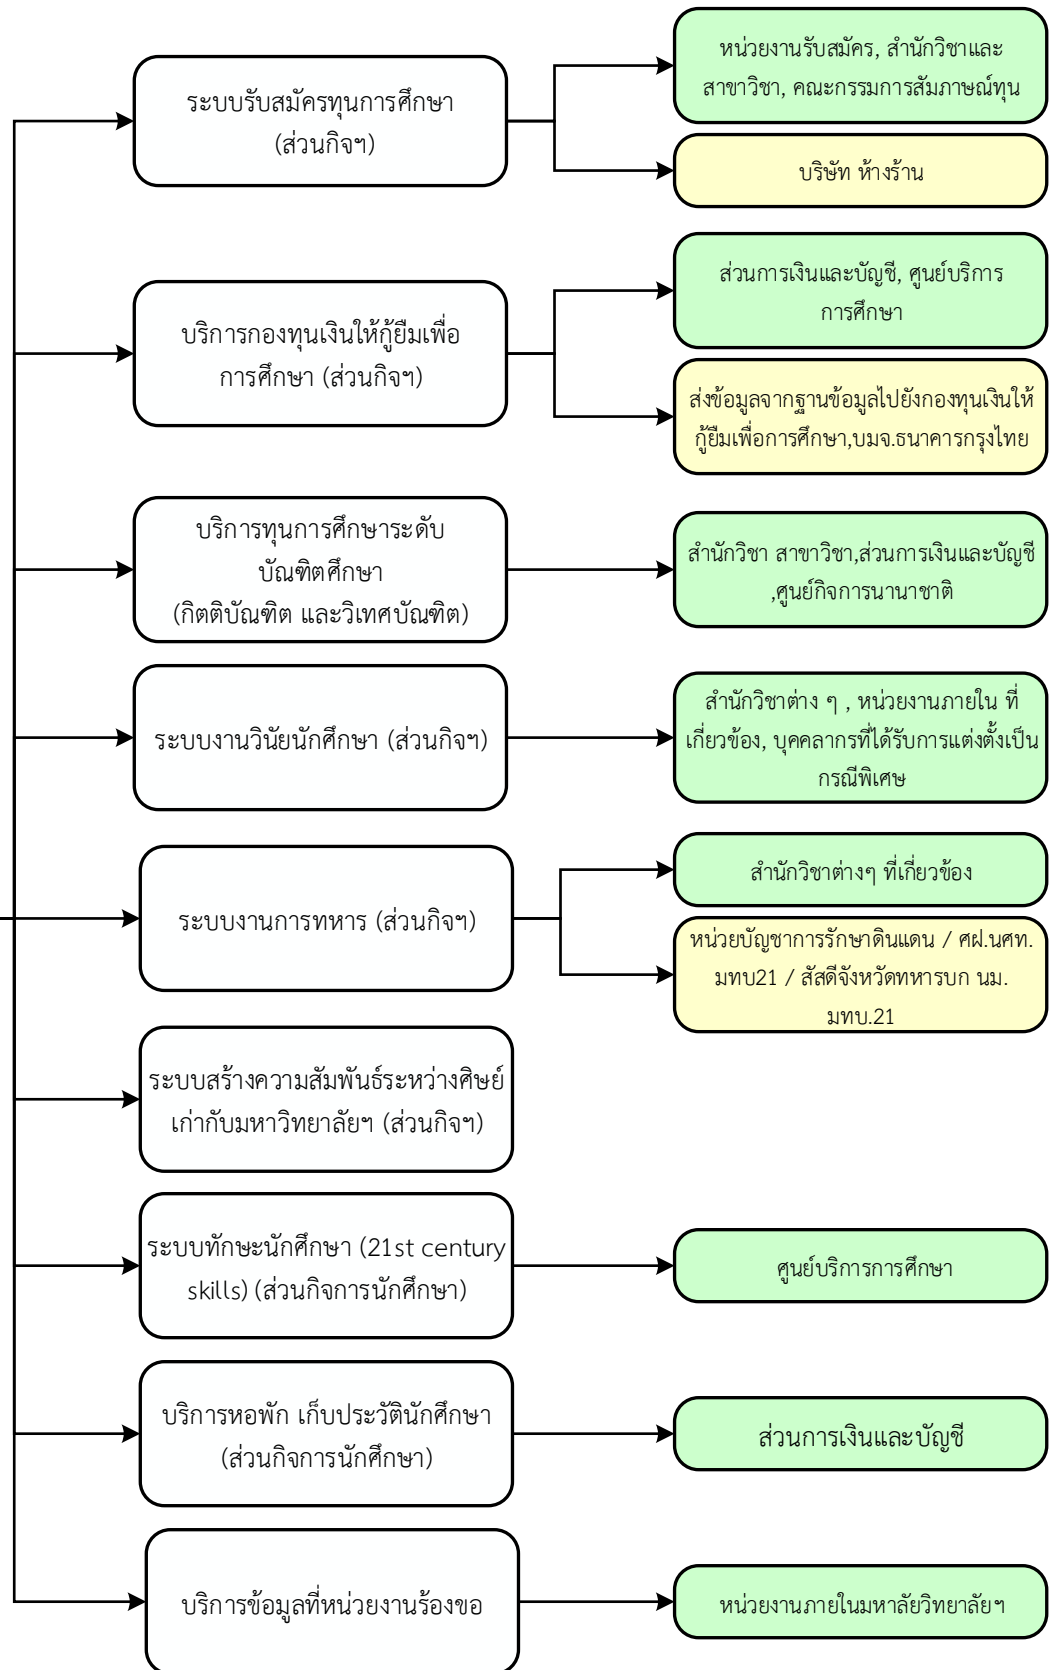 ระบบรับสมัครทุนการศึกษา
(ส่วนกิจฯ)
หน่วยงานรับสมัคร, สำนักวิชาและ
สาขาวิชา, คณะกรรมการสัมภาษณ์ทุน
บริษัท ห้างร้าน
บริการกองทุนเงินให้กู้ยืมเพื่อ
การศึกษา (ส่วนกิจฯ)
ส่วนการเงินและบัญชี, ศูนย์บริการ
การศึกษา
ส่งข้อมูลจากฐานข้อมูลไปยังกองทุนเงินให้
กู้ยืมเพื่อการศึกษา,บมจ.ธนาคารกรุงไทย
บริการทุนการศึกษาระดับ
บัณฑิตศึกษา
(กิตติบัณฑิต และวิเทศบัณฑิต)
สำนักวิชา สาขาวิชา,ส่วนการเงินและบัญชี
,ศูนย์กิจการนานาชาติ
ระบบงานวินัยนักศึกษา (ส่วนกิจฯ)
สำนักวิชาต่าง ๆ , หน่วยงานภายใน ที่
เกี่ยวข้อง, บุคคลากรที่ได้รับการแต่งตั้งเป็น
กรณีพิเศษ
ระบบงานการทหาร (ส่วนกิจฯ)
สำนักวิชาต่างๆ ที่เกี่ยวข้อง
หน่วยบัญชาการรักษาดินแดน / ศฝ.นศท.
มทบ21 / สัสดีจังหวัดทหารบก นม.
มทบ.21
ระบบสร้างความสัมพันธ์ระหว่างศิษย์
เก่ากับมหาวิทยาลัยฯ (ส่วนกิจฯ)
ระบบทักษะนักศึกษา (21st century
skills) (ส่วนกิจการนักศึกษา)
ศูนย์บริการการศึกษา
บริการหอพัก เก็บประวัตินักศึกษา
(ส่วนกิจการนักศึกษา)
ส่วนการเงินและบัญชี
บริการข้อมูลที่หน่วยงานร้องขอ
หน่วยงานภายในมหาลัยวิทยาลัยฯ